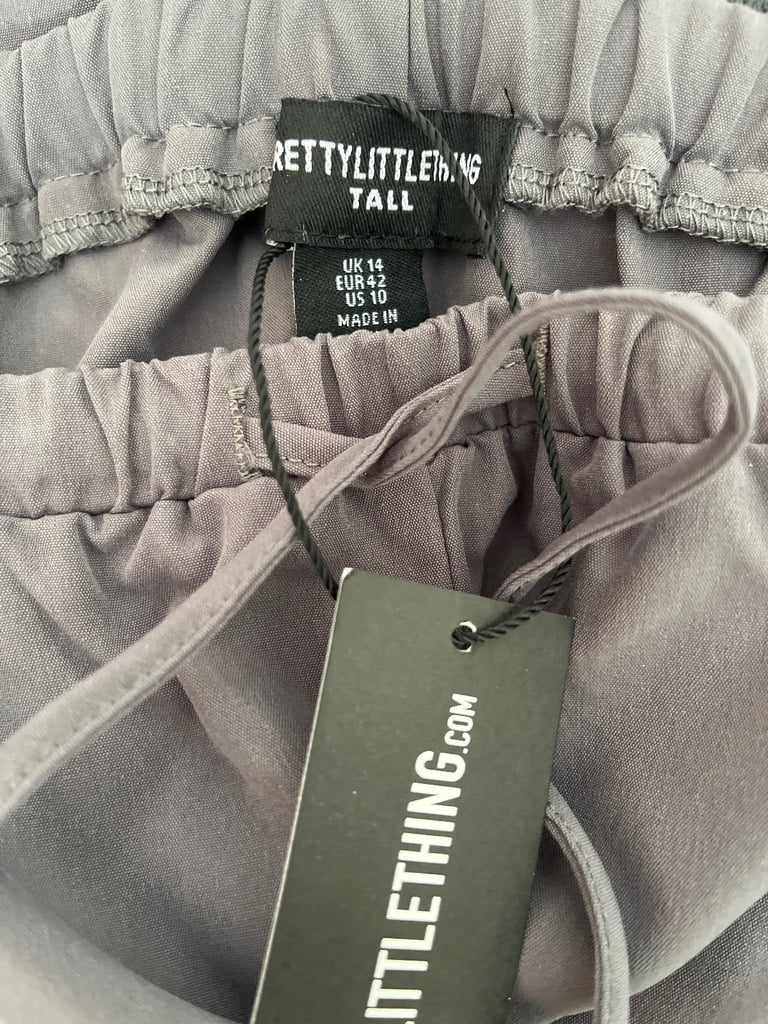 RETTYLITTLETHING
TALL
UK 14
EUR 42
US 10
MADE IN
LITTLETHING.COM